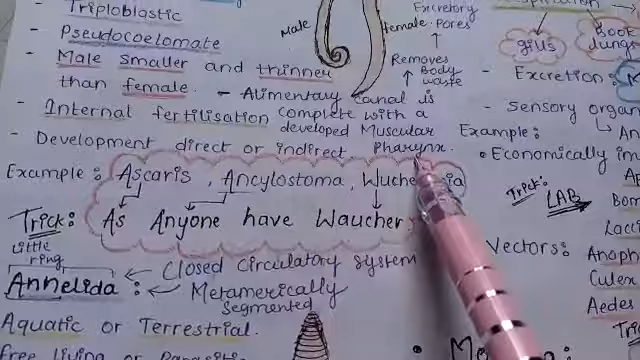 - Triploblastic
- Pseudocoelomate
- Male smaller and thinner than female.
- Internal fertilisation
- Development direct or indirect
Male
female.
Excretory
Pores
Removes
Body
waste
- Alimentary canal is
complete with a
developed Muscular
Pharynx.
Example: Ascaris, Ancylostoma,
Trick: As Anyone have Waucher
Little
ring
Annelida :
Closed circulatory system
Metamerically
Segmented
Aquatic or Terrestrial.
Free living or
gills
Book
lungs
- Excretion:
- Sensory organ
Example:
• Economically im
Trick: LAB
Vectors:
Anoph
Culex
Aedes